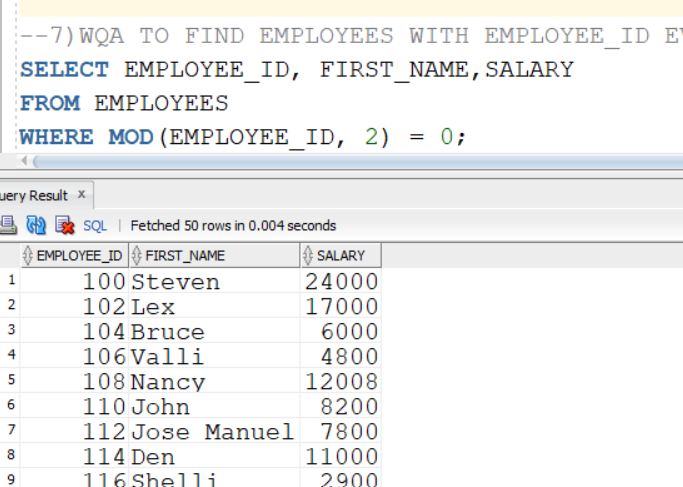 --7)WQA TO FIND EMPLOYEES WITH EMPLOYEE_ID
SELECT EMPLOYEE_ID, FIRST_NAME,SALARY
FROM EMPLOYEES
WHERE MOD(EMPLOYEE_ID, 2) = 0;
Result x
SQL | Fetched 50 rows in 0.004 seconds
EMPLOYEE_ID FIRST_NAME SALARY
1 100 Steven 24000
2 102 Lex 17000
3 104 Bruce 6000
4 106 Valli 4800
5 108 Nancy 12008
6 110 John 8200
7 112 Jose Manuel 7800
8 114 Den 11000
9 116 Shelli 2900